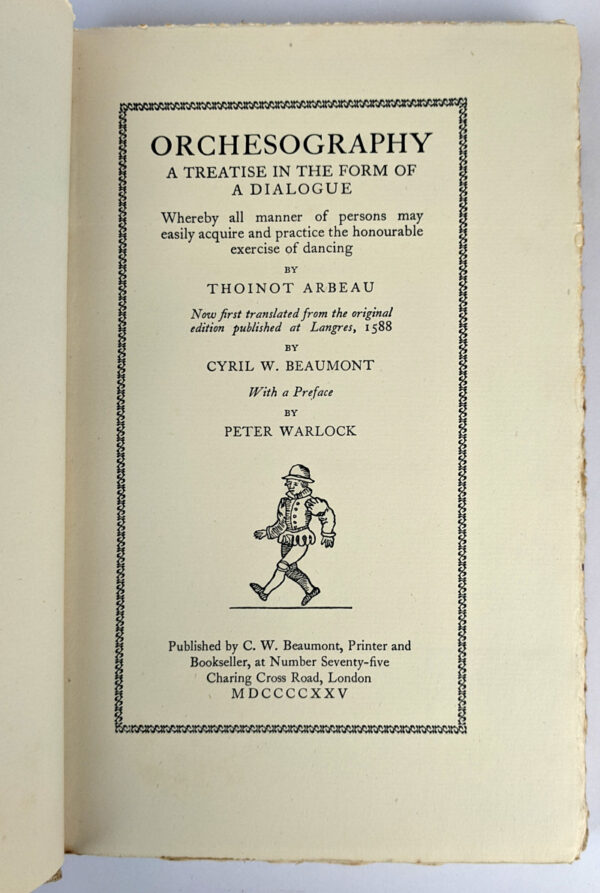 ORCHESOGRAPHY
A TREATISE IN THE FORM OF
A DIALOGUE
Whereby all manner of persons may
easily acquire and practice the honourable
exercise of dancing
BY
THOINOT ARBEAU
Now first translated from the original
edition published at Langres, 1588
BY
CYRIL W. BEAUMONT
With a Preface
BY
PETER WARLOCK
Published by C. W. Beaumont, Printer and
Bookseller, at Number Seventy-five
Charing Cross Road, London
MDCCCCXXV